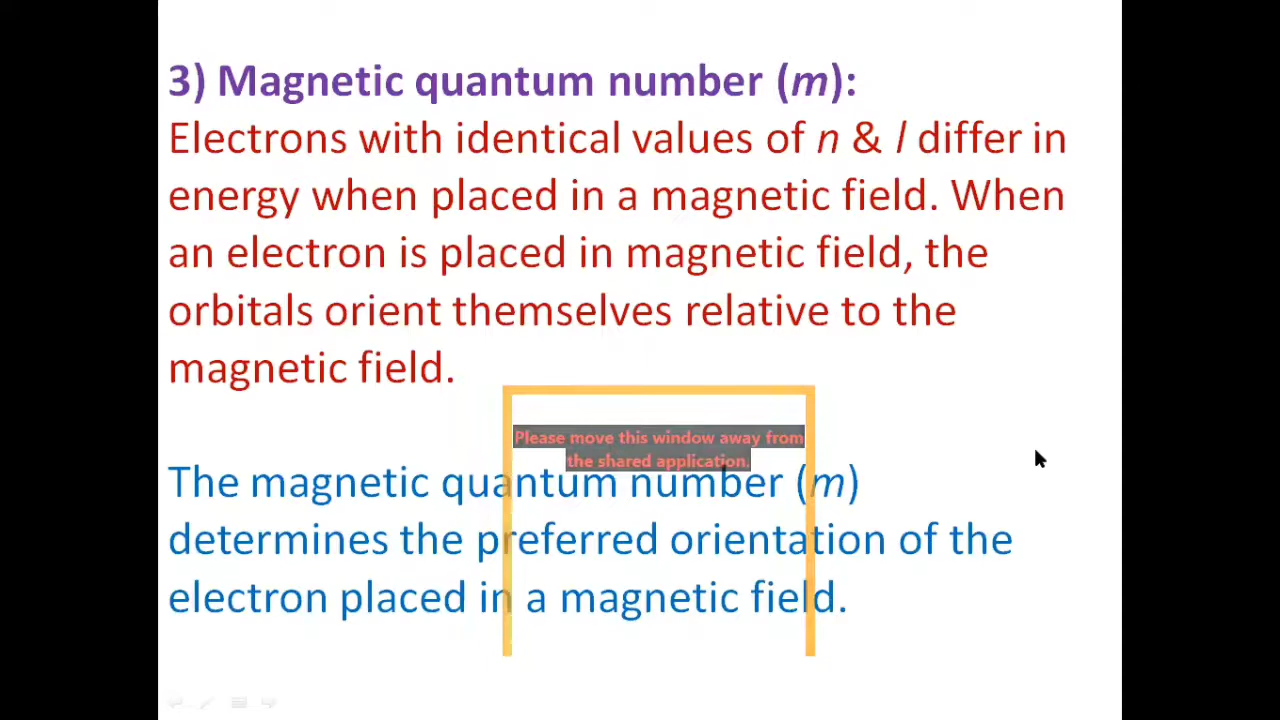 3) Magnetic quantum number (m):
Electrons with identical values of n & l differ in
energy when placed in a magnetic field. When
an electron is placed in magnetic field, the
orbitals orient themselves relative to the
magnetic field.
Please move this window away from
the shared application.
The magnetic quantum number (m)
determines the preferred orientation of the
electron placed in a magnetic field.